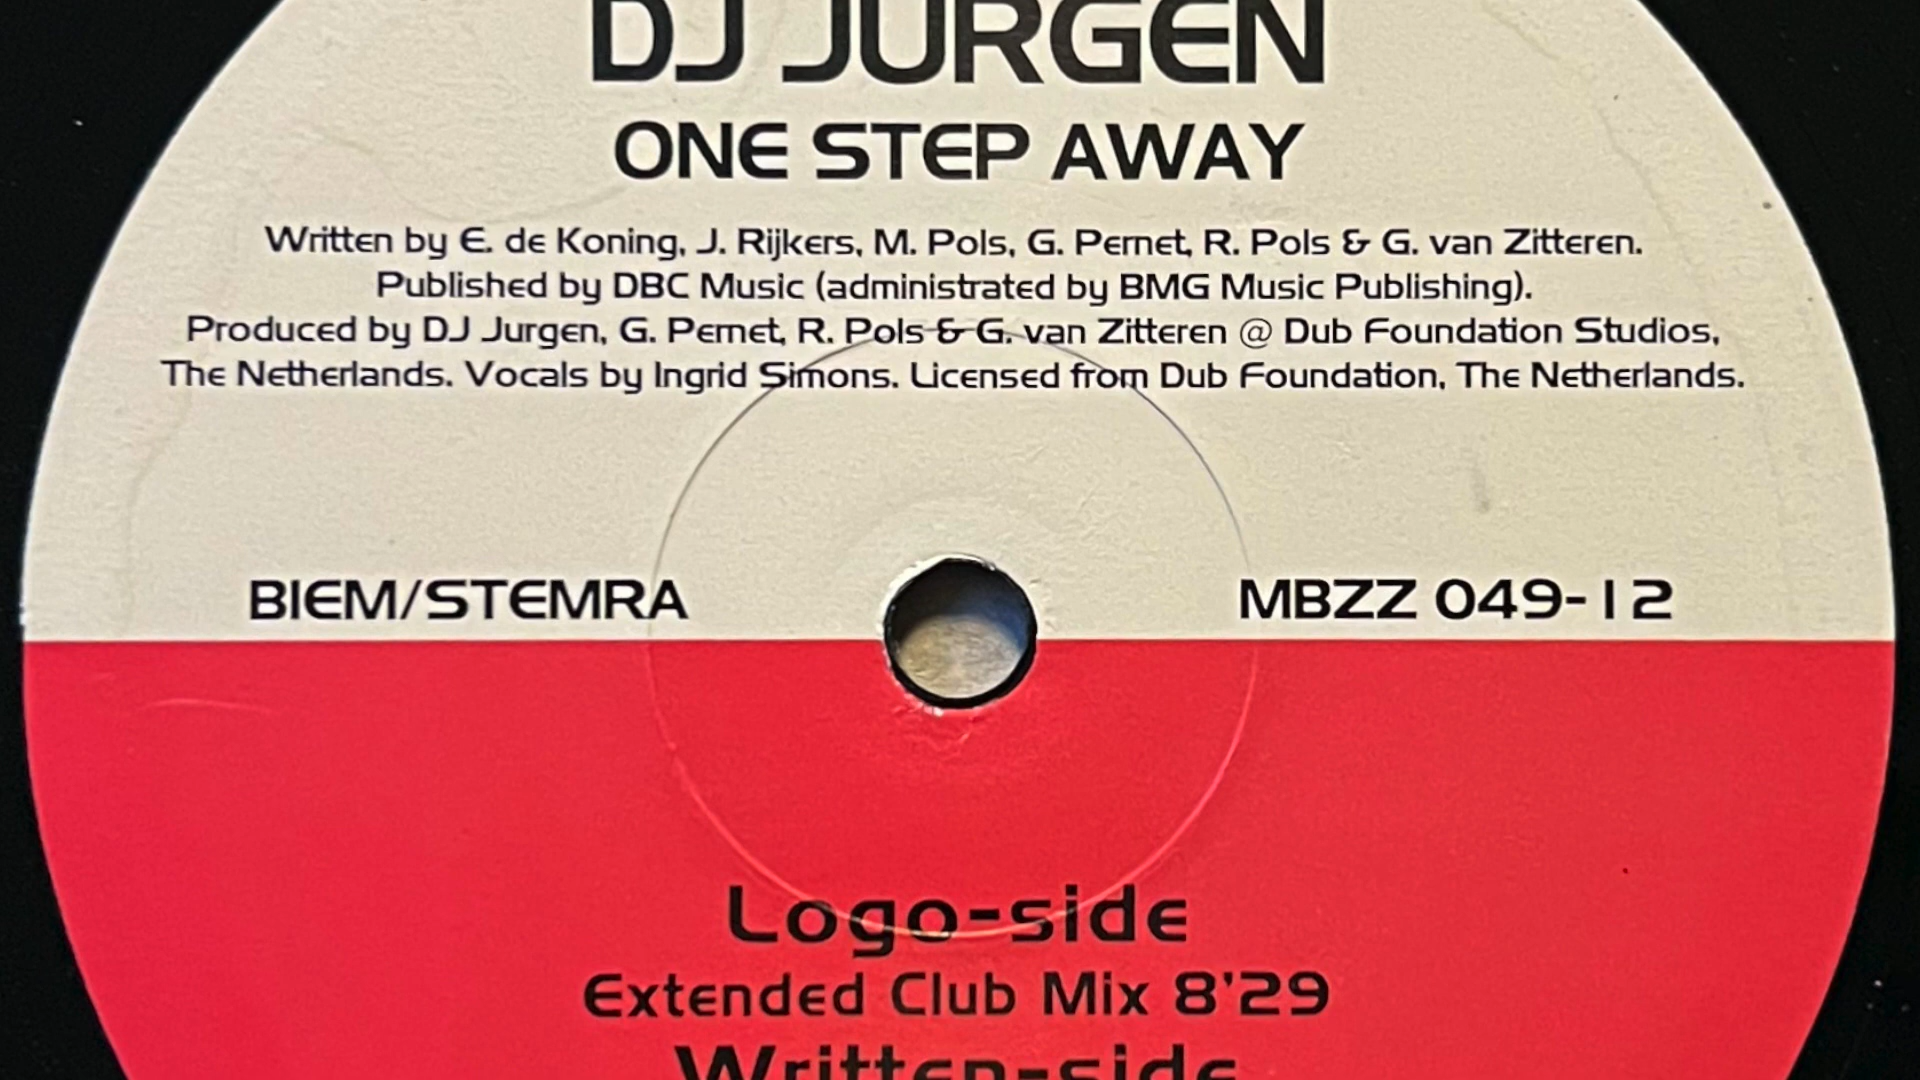 DJ JURGEN
ONE STEP AWAY
Written by E. de Koning, J. Rijkers, M. Pols, G. Pernet, R. Pols & G. van Zitteren.
Published by DBC Music (administrated by BMG Music Publishing).
Produced by DJ Jurgen, G. Pernet, R. Pols & G. van Zitteren @ Dub Foundation Studios,
The Netherlands. Vocals by Ingrid Simons. Licensed from Dub Foundation, The Netherlands.
BIEM/STEMRA MBZZ 049-12
Logo-side
Extended Club Mix 8'29
Written-side